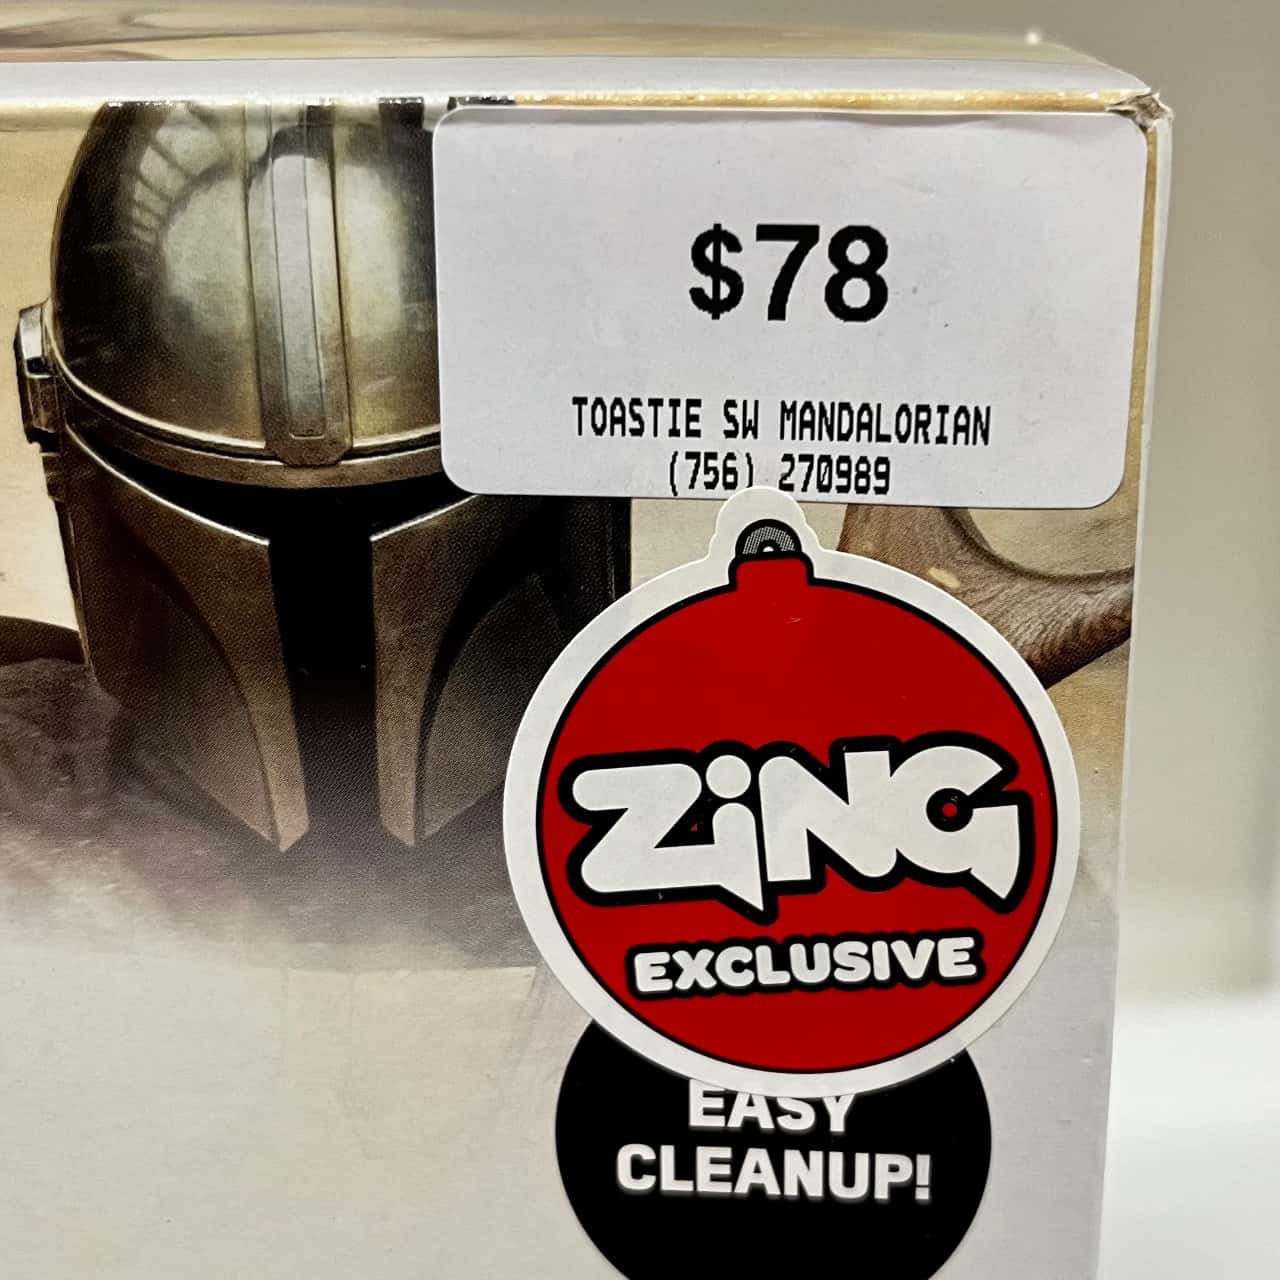 $78
TOASTIE SW MANDALORIAN
(756) 270989
ZiNG
EXCLUSIVE
EASY
CLEANUP!